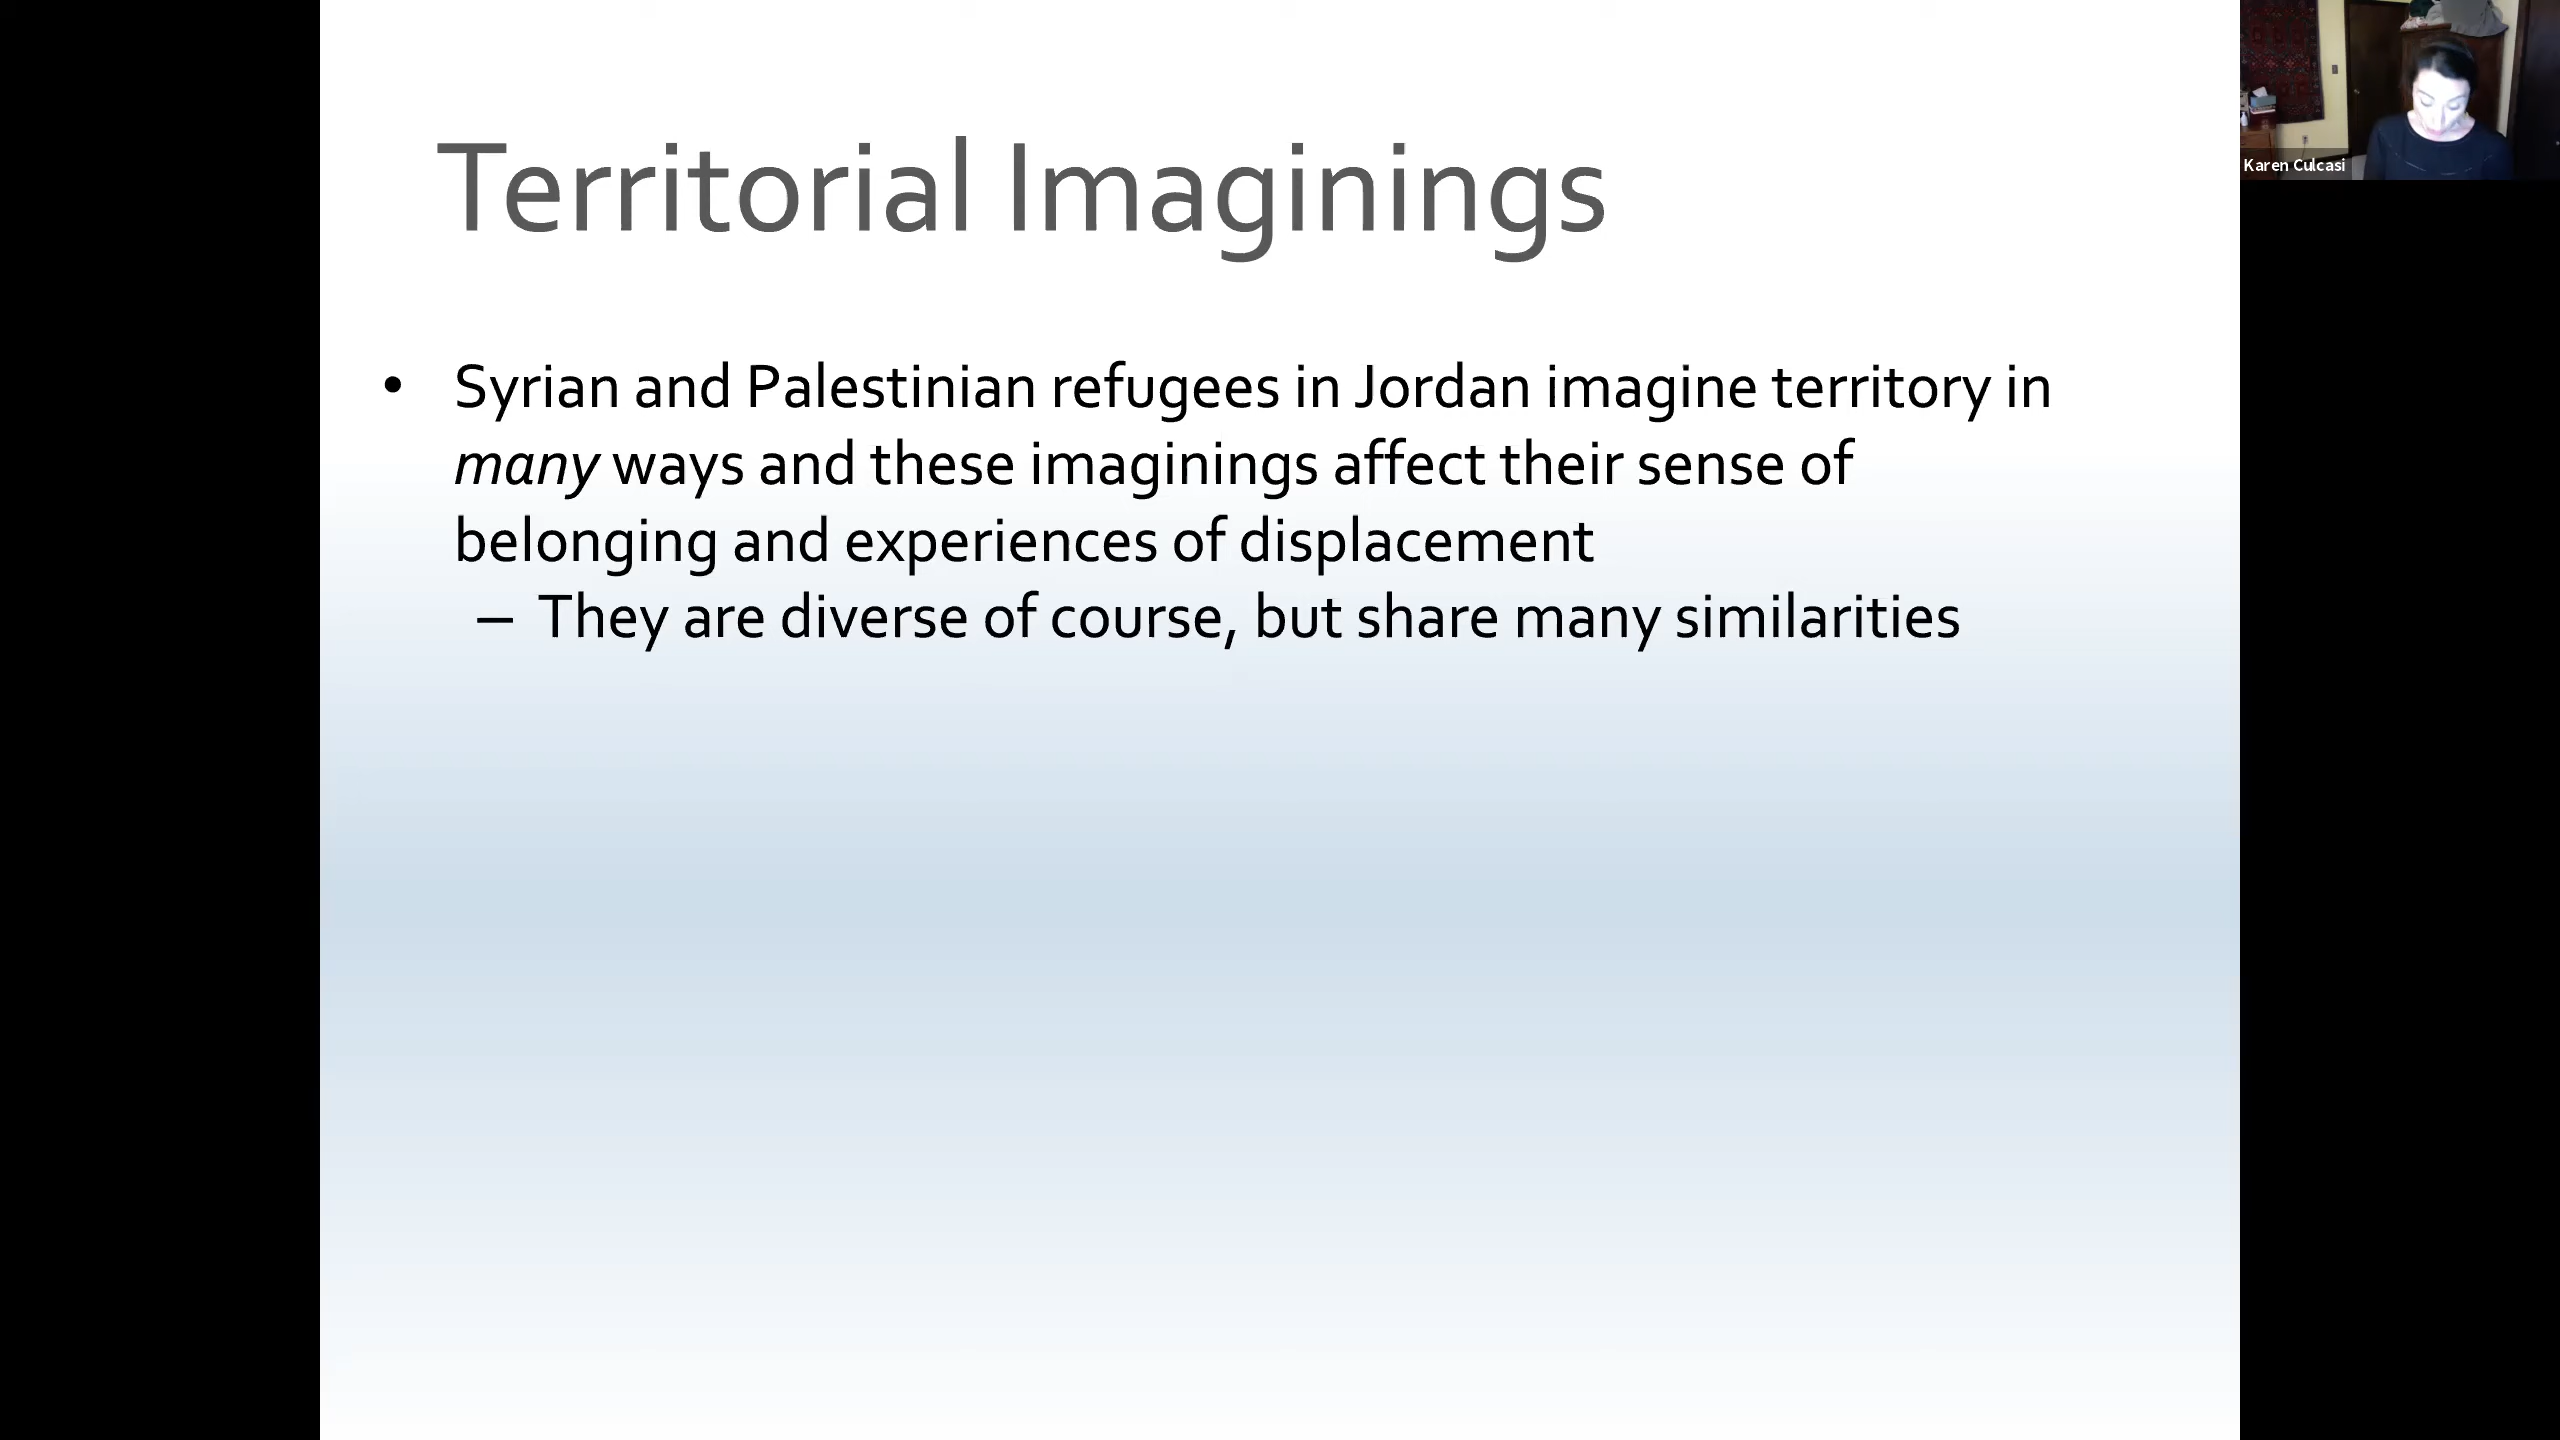 Territorial Imaginings
• Syrian and Palestinian refugees in Jordan imagine territory in
many ways and these imaginings affect their sense of
belonging and experiences of displacement
– They are diverse of course, but share many similarities
Karen Culcasi